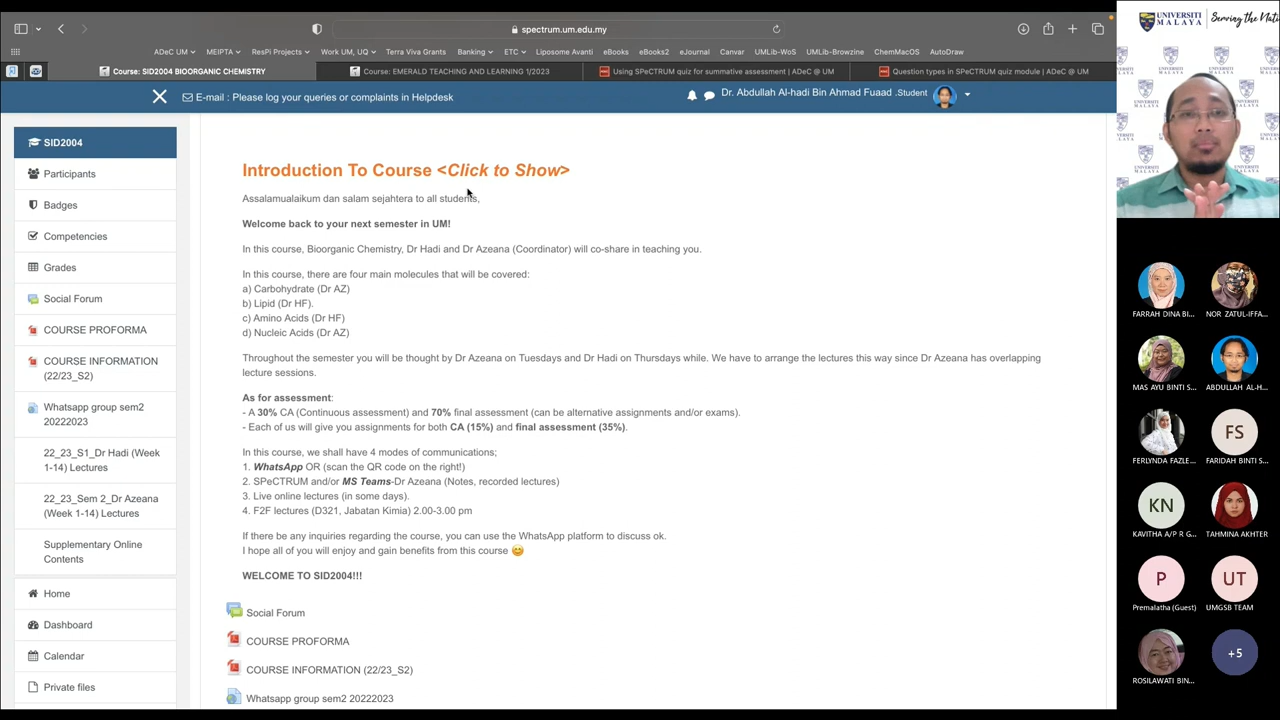 spectrum.um.edu.my
UNIVERSITI
MALAYA
Serving the Nati
ADeC UM
MEIPTA
ResPi Projects
Work UM, UQ
Terra Viva Grants
Banking
ETC
Liposome Avanti
eBooks
eBooks2
eJournal
Canvar
UMLib-WoS
UMLib-Browzine
ChemMacOS
AutoDraw
Course: SID2004 BIOORGANIC CHEMISTRY
Course: EMERALD TEACHING AND LEARNING 1/2023
Using SPeCTRUM quiz for summative assessment | ADeC @ UM
Question types in SPeCTRUM quiz module | ADeC @ UM
E-mail : Please log your queries or complaints in Helpdesk
Dr. Abdullah Al-hadi Bin Ahmad Fuaad .Student
SID2004
Participants
Badges
Competencies
Grades
Social Forum
COURSE PROFORMA
COURSE INFORMATION
(22/23_S2)
Whatsapp group sem2
20222023
22_23_S1_Dr Hadi (Week
1-14) Lectures
22_23_Sem 2_Dr Azeana
(Week 1-14) Lectures
Supplementary Online
Contents
Home
Dashboard
Calendar
Private files
Introduction To Course <Click to Show>
Assalamualaikum dan salam sejahtera to all students,
Welcome back to your next semester in UM!
In this course, Bioorganic Chemistry, Dr Hadi and Dr Azeana (Coordinator) will co-share in teaching you.
In this course, there are four main molecules that will be covered:
a) Carbohydrate (Dr AZ)
b) Lipid (Dr HF).
c) Amino Acids (Dr HF)
d) Nucleic Acids (Dr AZ)
Throughout the semester you will be thought by Dr Azeana on Tuesdays and Dr Hadi on Thursdays while. We have to arrange the lectures this way since Dr Azeana has overlapping
lecture sessions.
As for assessment:
- A 30% CA (Continuous assessment) and 70% final assessment (can be alternative assignments and/or exams).
- Each of us will give you assignments for both CA (15%) and final assessment (35%).
In this course, we shall have 4 modes of communications;
1. WhatsApp OR (scan the QR code on the right!)
2. SPeCTRUM and/or MS Teams-Dr Azeana (Notes, recorded lectures)
3. Live online lectures (in some days).
4. F2F lectures (D321, Jabatan Kimia) 2.00-3.00 pm
If there be any inquiries regarding the course, you can use the WhatsApp platform to discuss ok.
I hope all of you will enjoy and gain benefits from this course 😊
WELCOME TO SID2004!!!
Social Forum
COURSE PROFORMA
COURSE INFORMATION (22/23_S2)
Whatsapp group sem2 20222023
FARRAH DINA BI...
NOR ZATUL-IFFA...
MAS AYU BINTI S...
ABDULLAH AL-H...
FERLYNDA FAZLE...
FS
FARIDAH BINTI S...
KN
KAVITHA A/P R G...
TAHMINA AKHTER
P
Premalatha (Guest)
UT
UMGSB TEAM
ROSILAWATI BIN...
+5